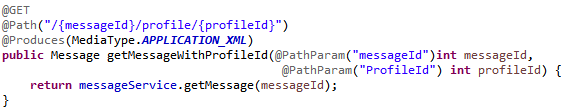 @GET
@Path("/{messageId}/profile/{profileId}")
@Produces(MediaType.APPLICATION_XML)
public Message getMessageWithProfileId(@PathParam("messageId")int messageId,
@PathParam("ProfileId") int profileId) {
return messageService.getMessage(messageId);
}